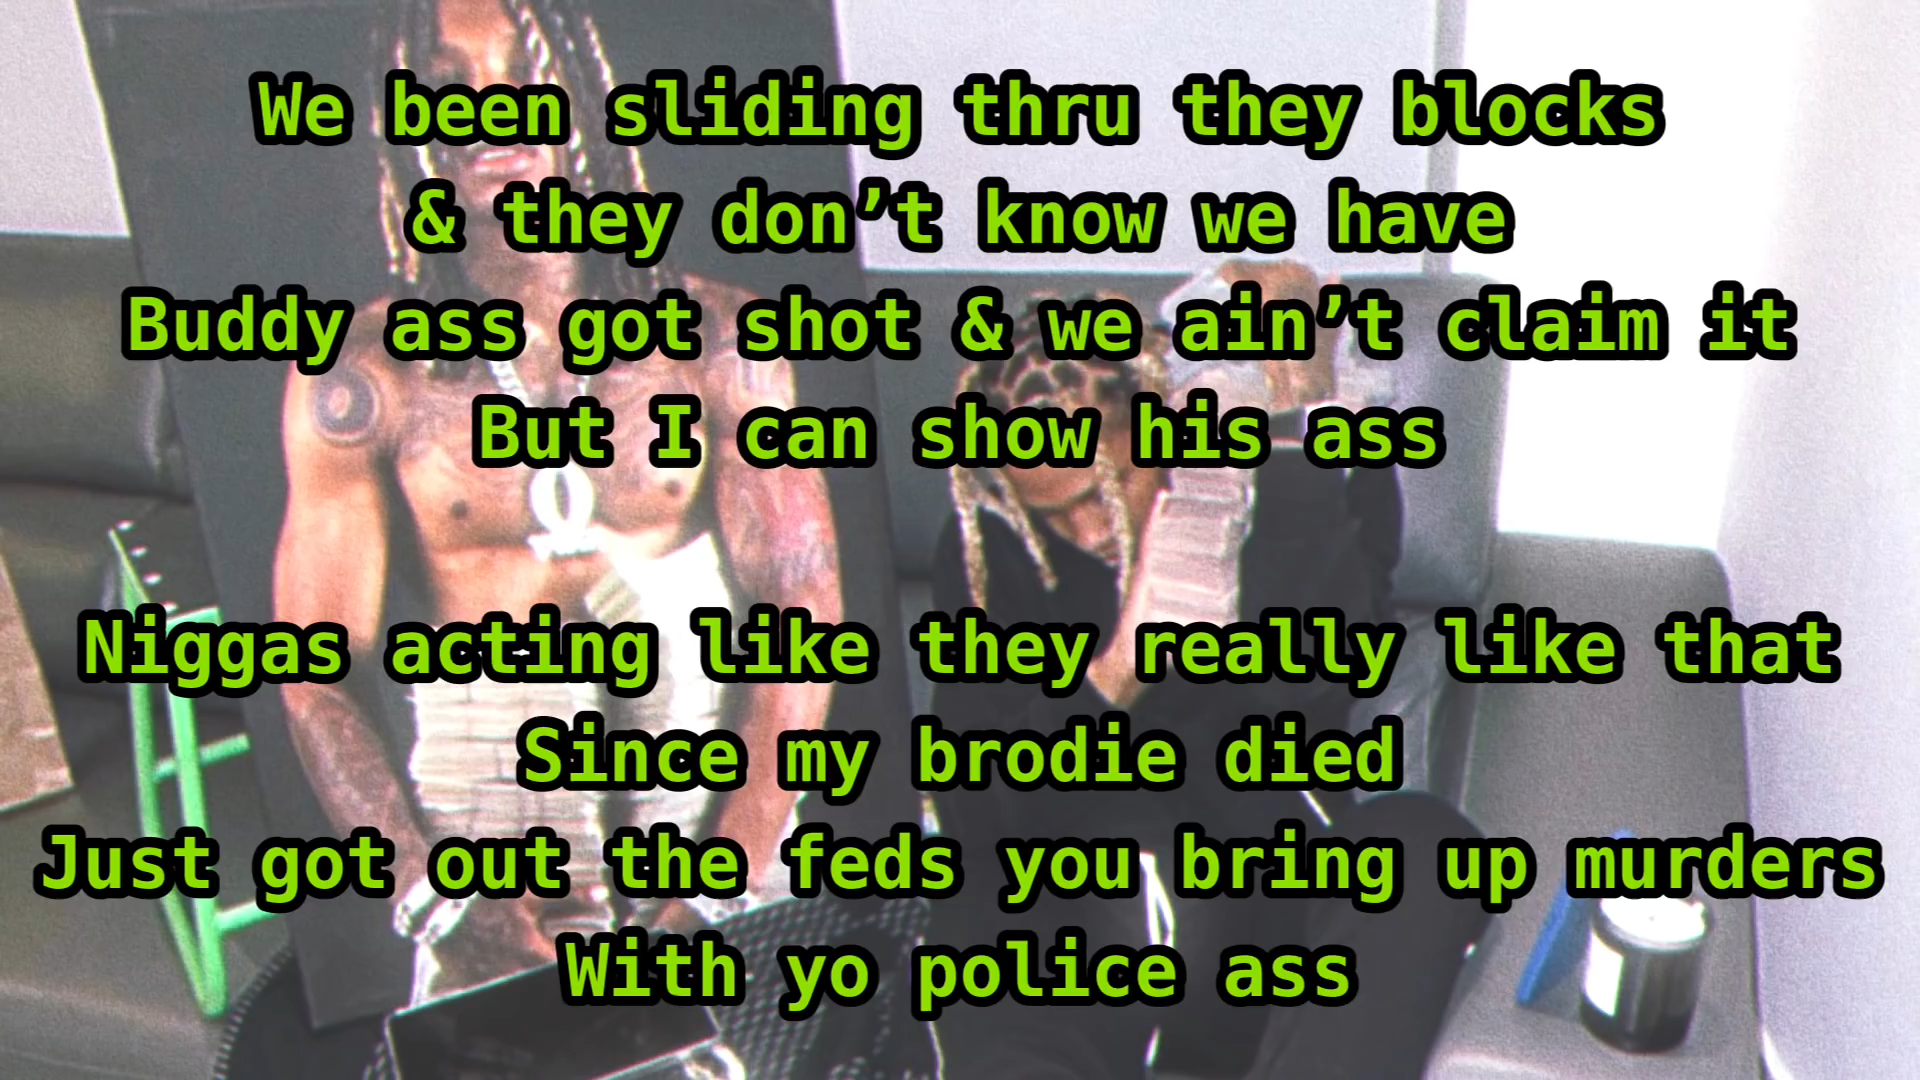 We been sliding thru they blocks
& they don’t know we have
Buddy ass got shot & we ain’t claim it
But I can show his ass
Niggas acting like they really like that
Since my brodie died
Just got out the feds you bring up murders
With yo police ass